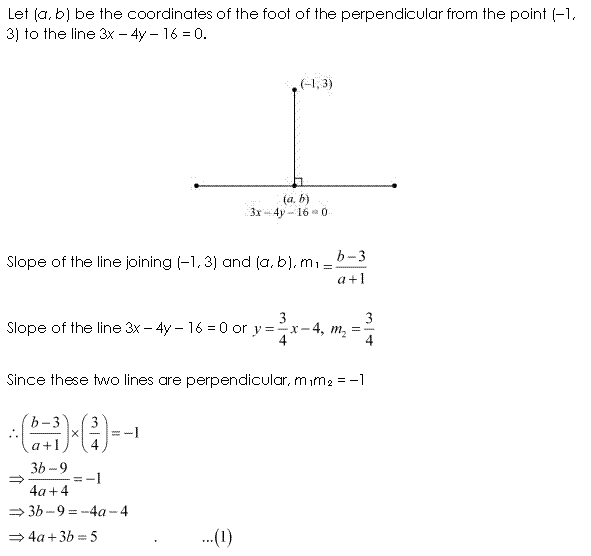 Let (a, b) be the coordinates of the foot of the perpendicular from the point (–1,
3) to the line 3x – 4y – 16 = 0.
(–1, 3)
(a, b)
3x – 4y – 16 = 0
Slope of the line joining (–1, 3) and (a, b), m₁ = (b – 3)/(a + 1)
Slope of the line 3x – 4y – 16 = 0 or y = 3/4 x – 4, m₂ = 3/4
Since these two lines are perpendicular, m₁m₂ = –1
∴ ((b – 3)/(a + 1)) × (3/4) = –1
⇒ (3b – 9)/(4a + 4) = –1
⇒ 3b – 9 = –4a – 4
⇒ 4a + 3b = 5 . ...(1)